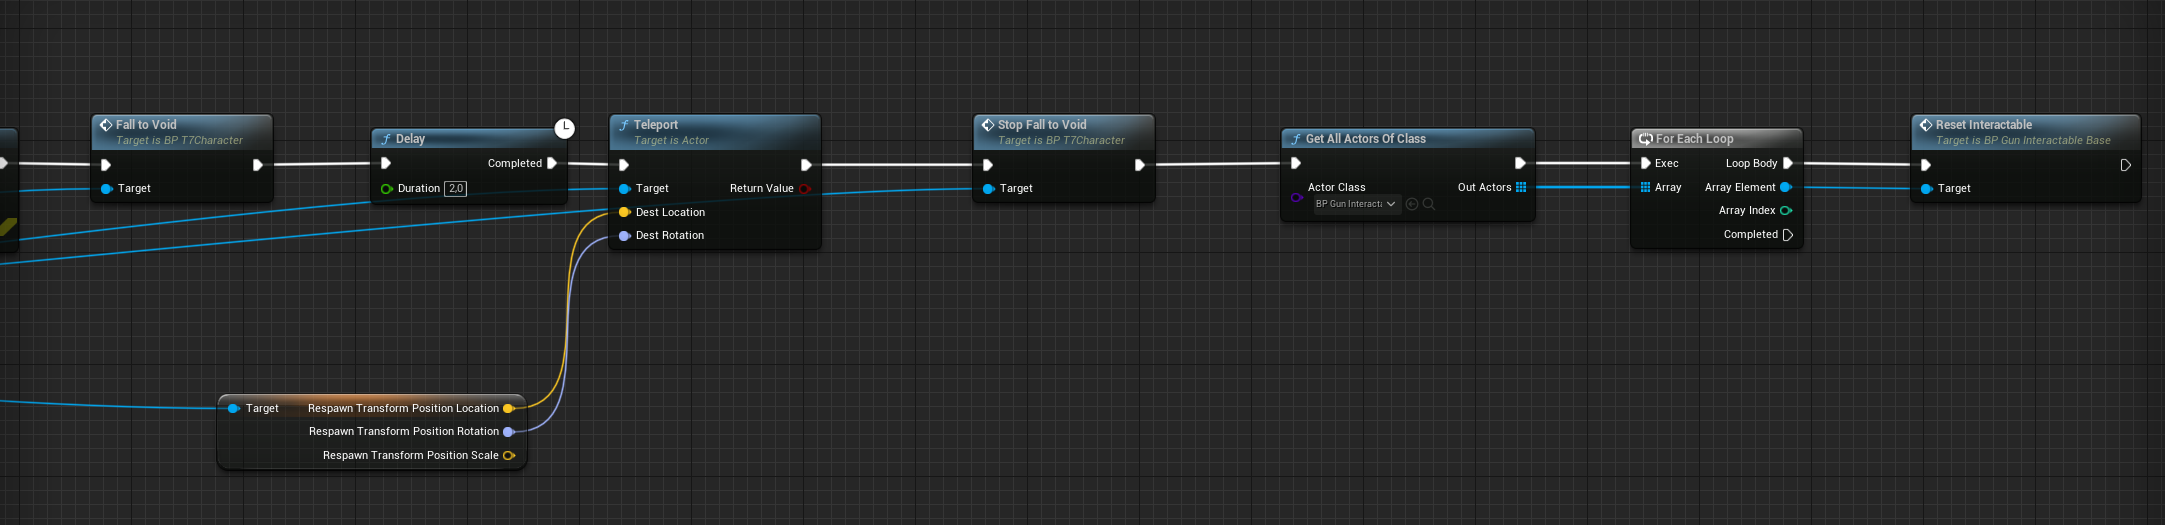 Fall to Void
Target is BP T7Character
Target
Delay
Completed
Duration 2,0
Teleport
Target is Actor
Target
Return Value
Dest Location
Dest Rotation
Stop Fall to Void
Target is BP T7Character
Target
Get All Actors Of Class
Actor Class
BP Gun Interacta
Out Actors
For Each Loop
Exec
Loop Body
Array
Array Element
Array Index
Completed
Reset Interactable
Target is BP Gun Interactable Base
Target
Target
Respawn Transform Position Location
Respawn Transform Position Rotation
Respawn Transform Position Scale